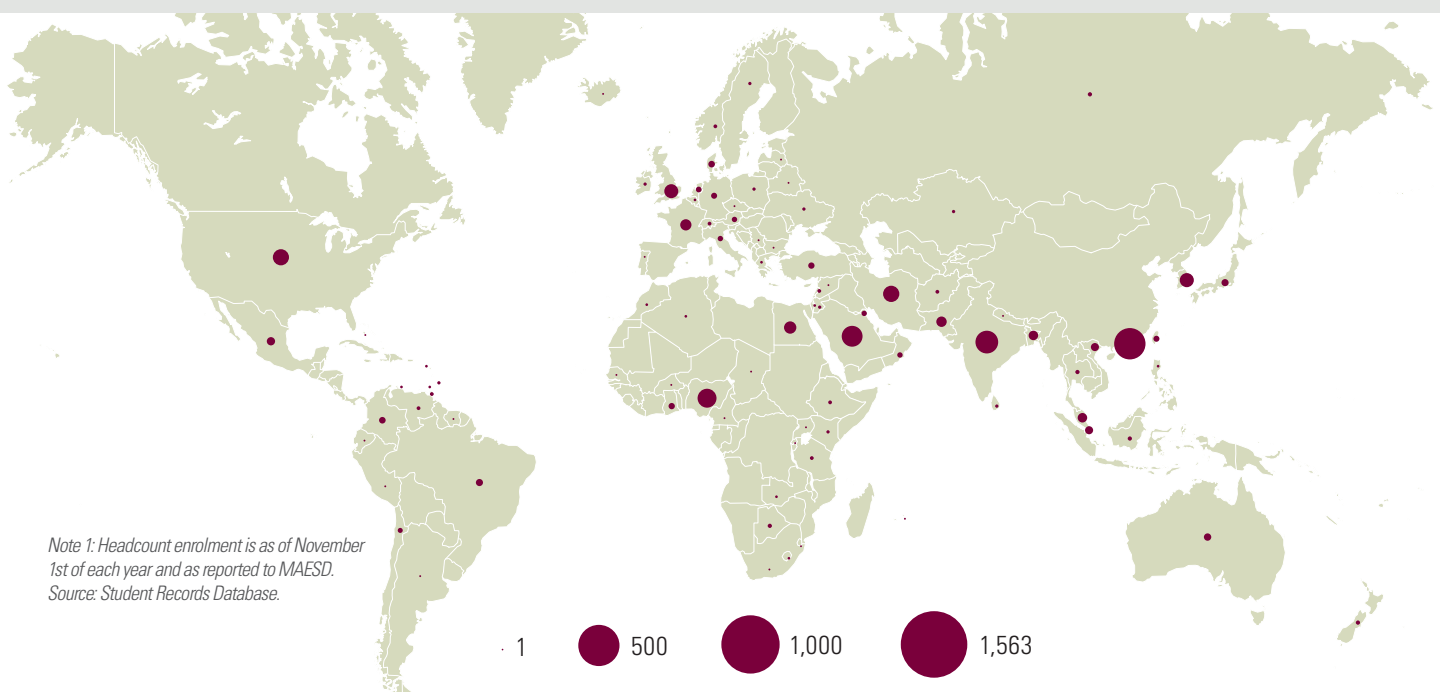 Note 1: Headcount enrolment is as of November
1st of each year and as reported to MAESD.
Source: Student Records Database.
1
500
1,000
1,563